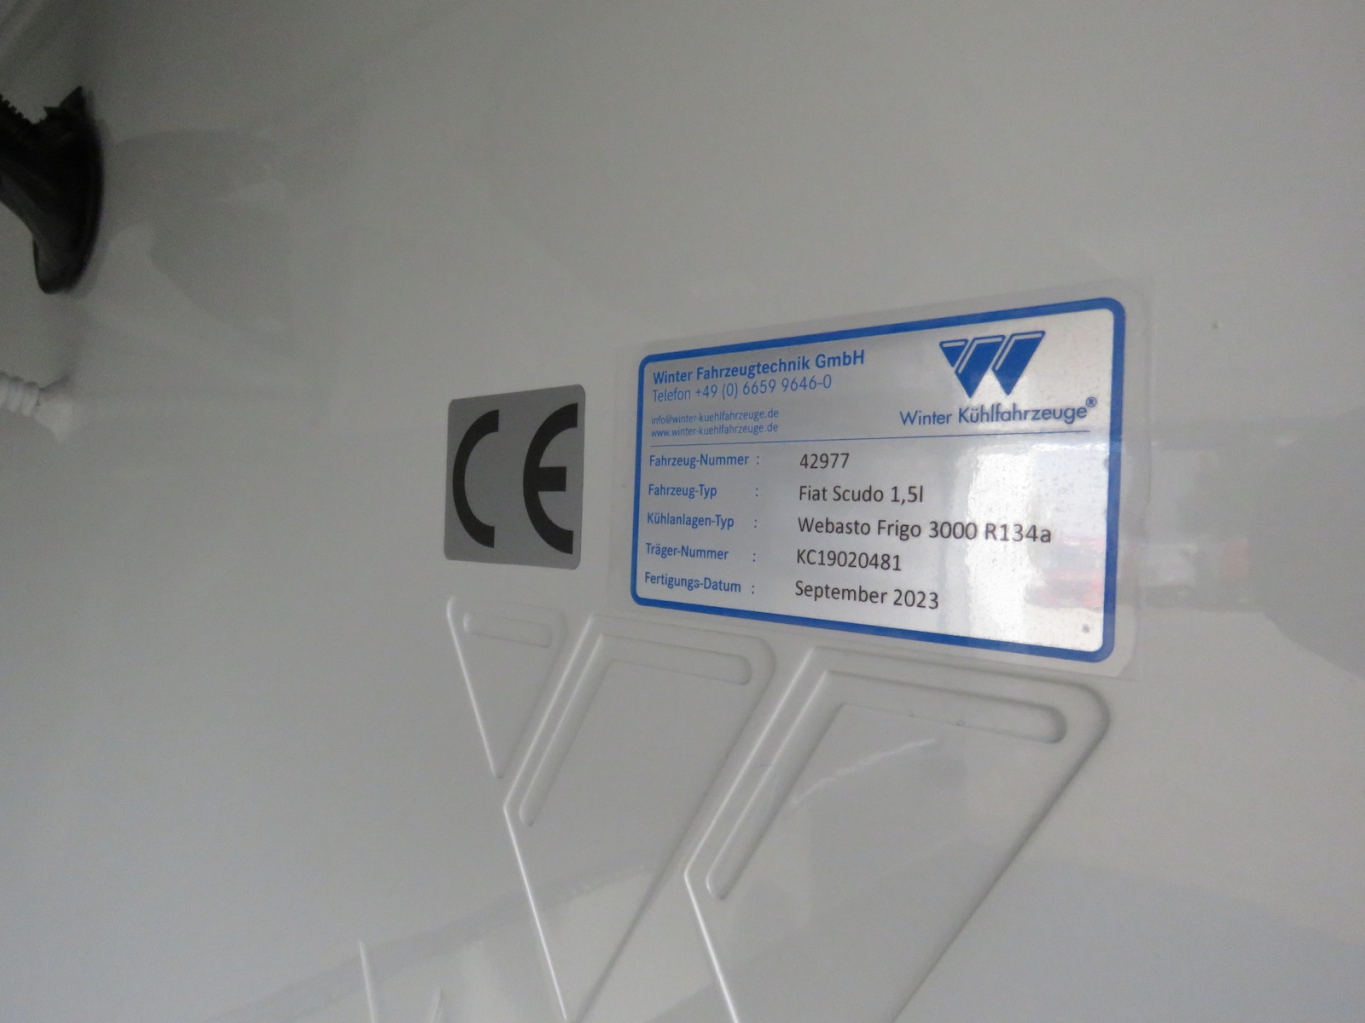 CE
Winter Fahrzeugtechnik GmbH
Telefon +49 (0) 6659 9646-0
info@winter-kuehlfahrzeuge.de
www.winter-kuehlfahrzeuge.de
Winter Kühlfahrzeuge®
Fahrzeug-Nummer : 42977
Fahrzeug-Typ : Fiat Scudo 1,5l
Kühlanlagen-Typ : Webasto Frigo 3000 R134a
Träger-Nummer : KC19020481
Fertigungs-Datum : September 2023